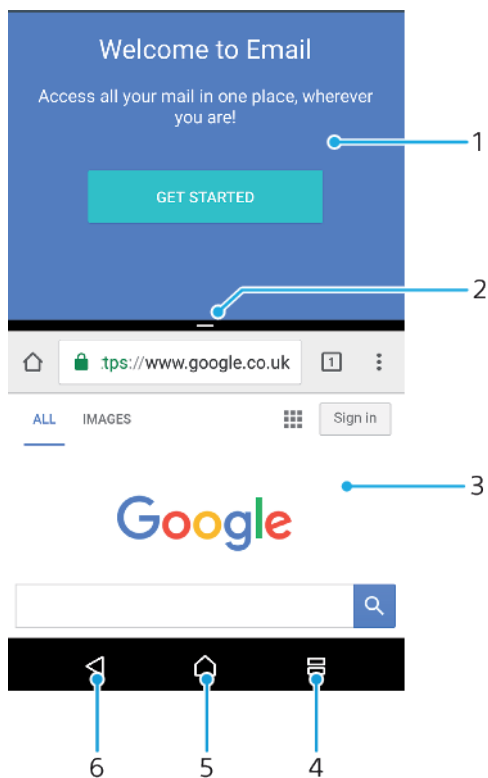 Welcome to Email
Access all your mail in one place, wherever
you are!
1
GET STARTED
2
:tps://www.google.co.uk
1
ALL IMAGES
Sign in
3
Google
6 5 4